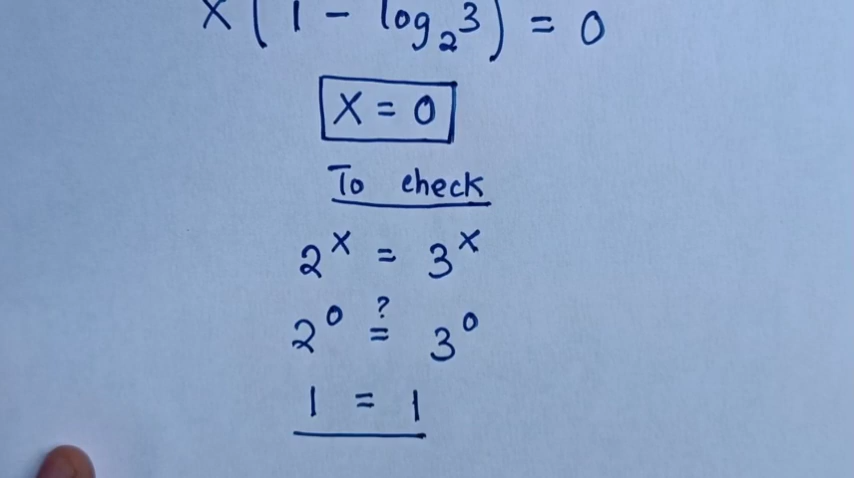 x(1 - log₂3) = 0
x = 0
To check
2ˣ = 3ˣ
2⁰ ≟ 3⁰
1 = 1